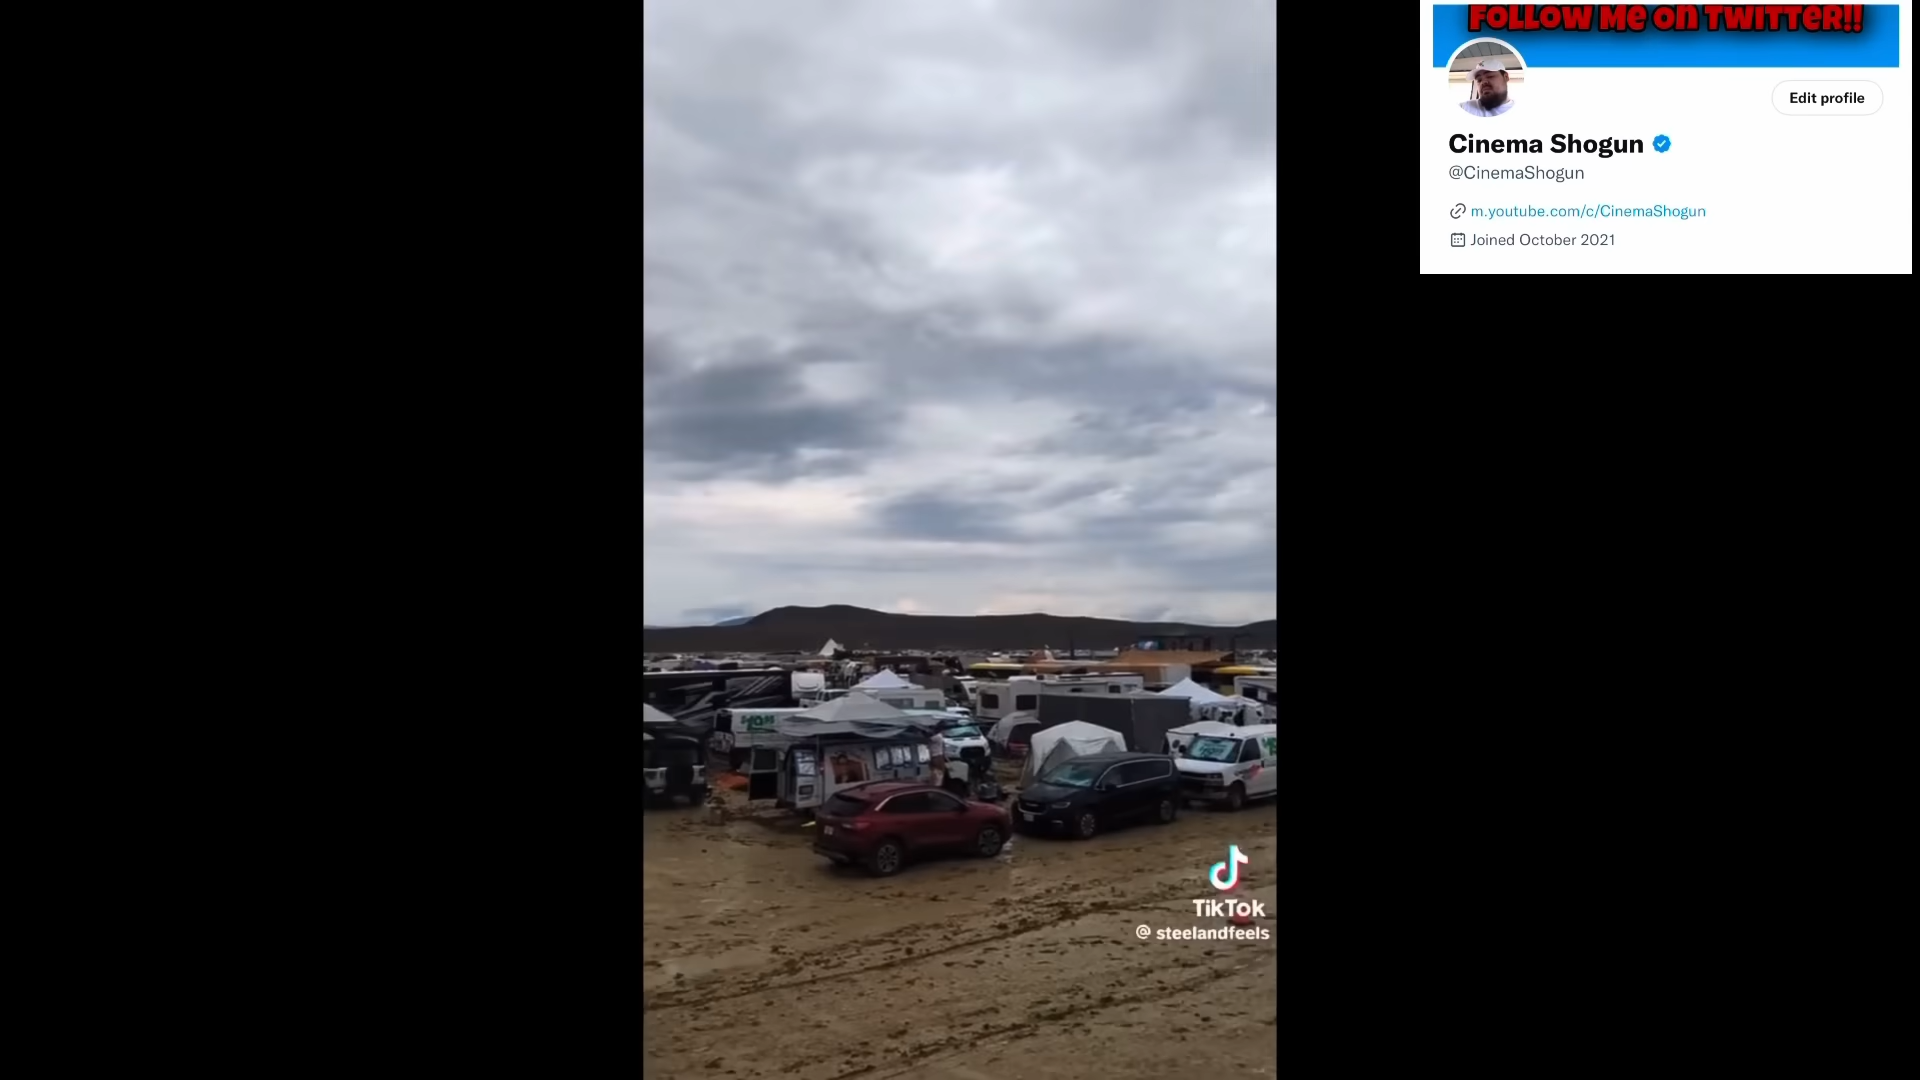 FOLLOW Me on TWITTER!!
Edit profile
Cinema Shogun
@CinemaShogun
m.youtube.com/c/CinemaShogun
Joined October 2021
TikTok
@ steelandfeels